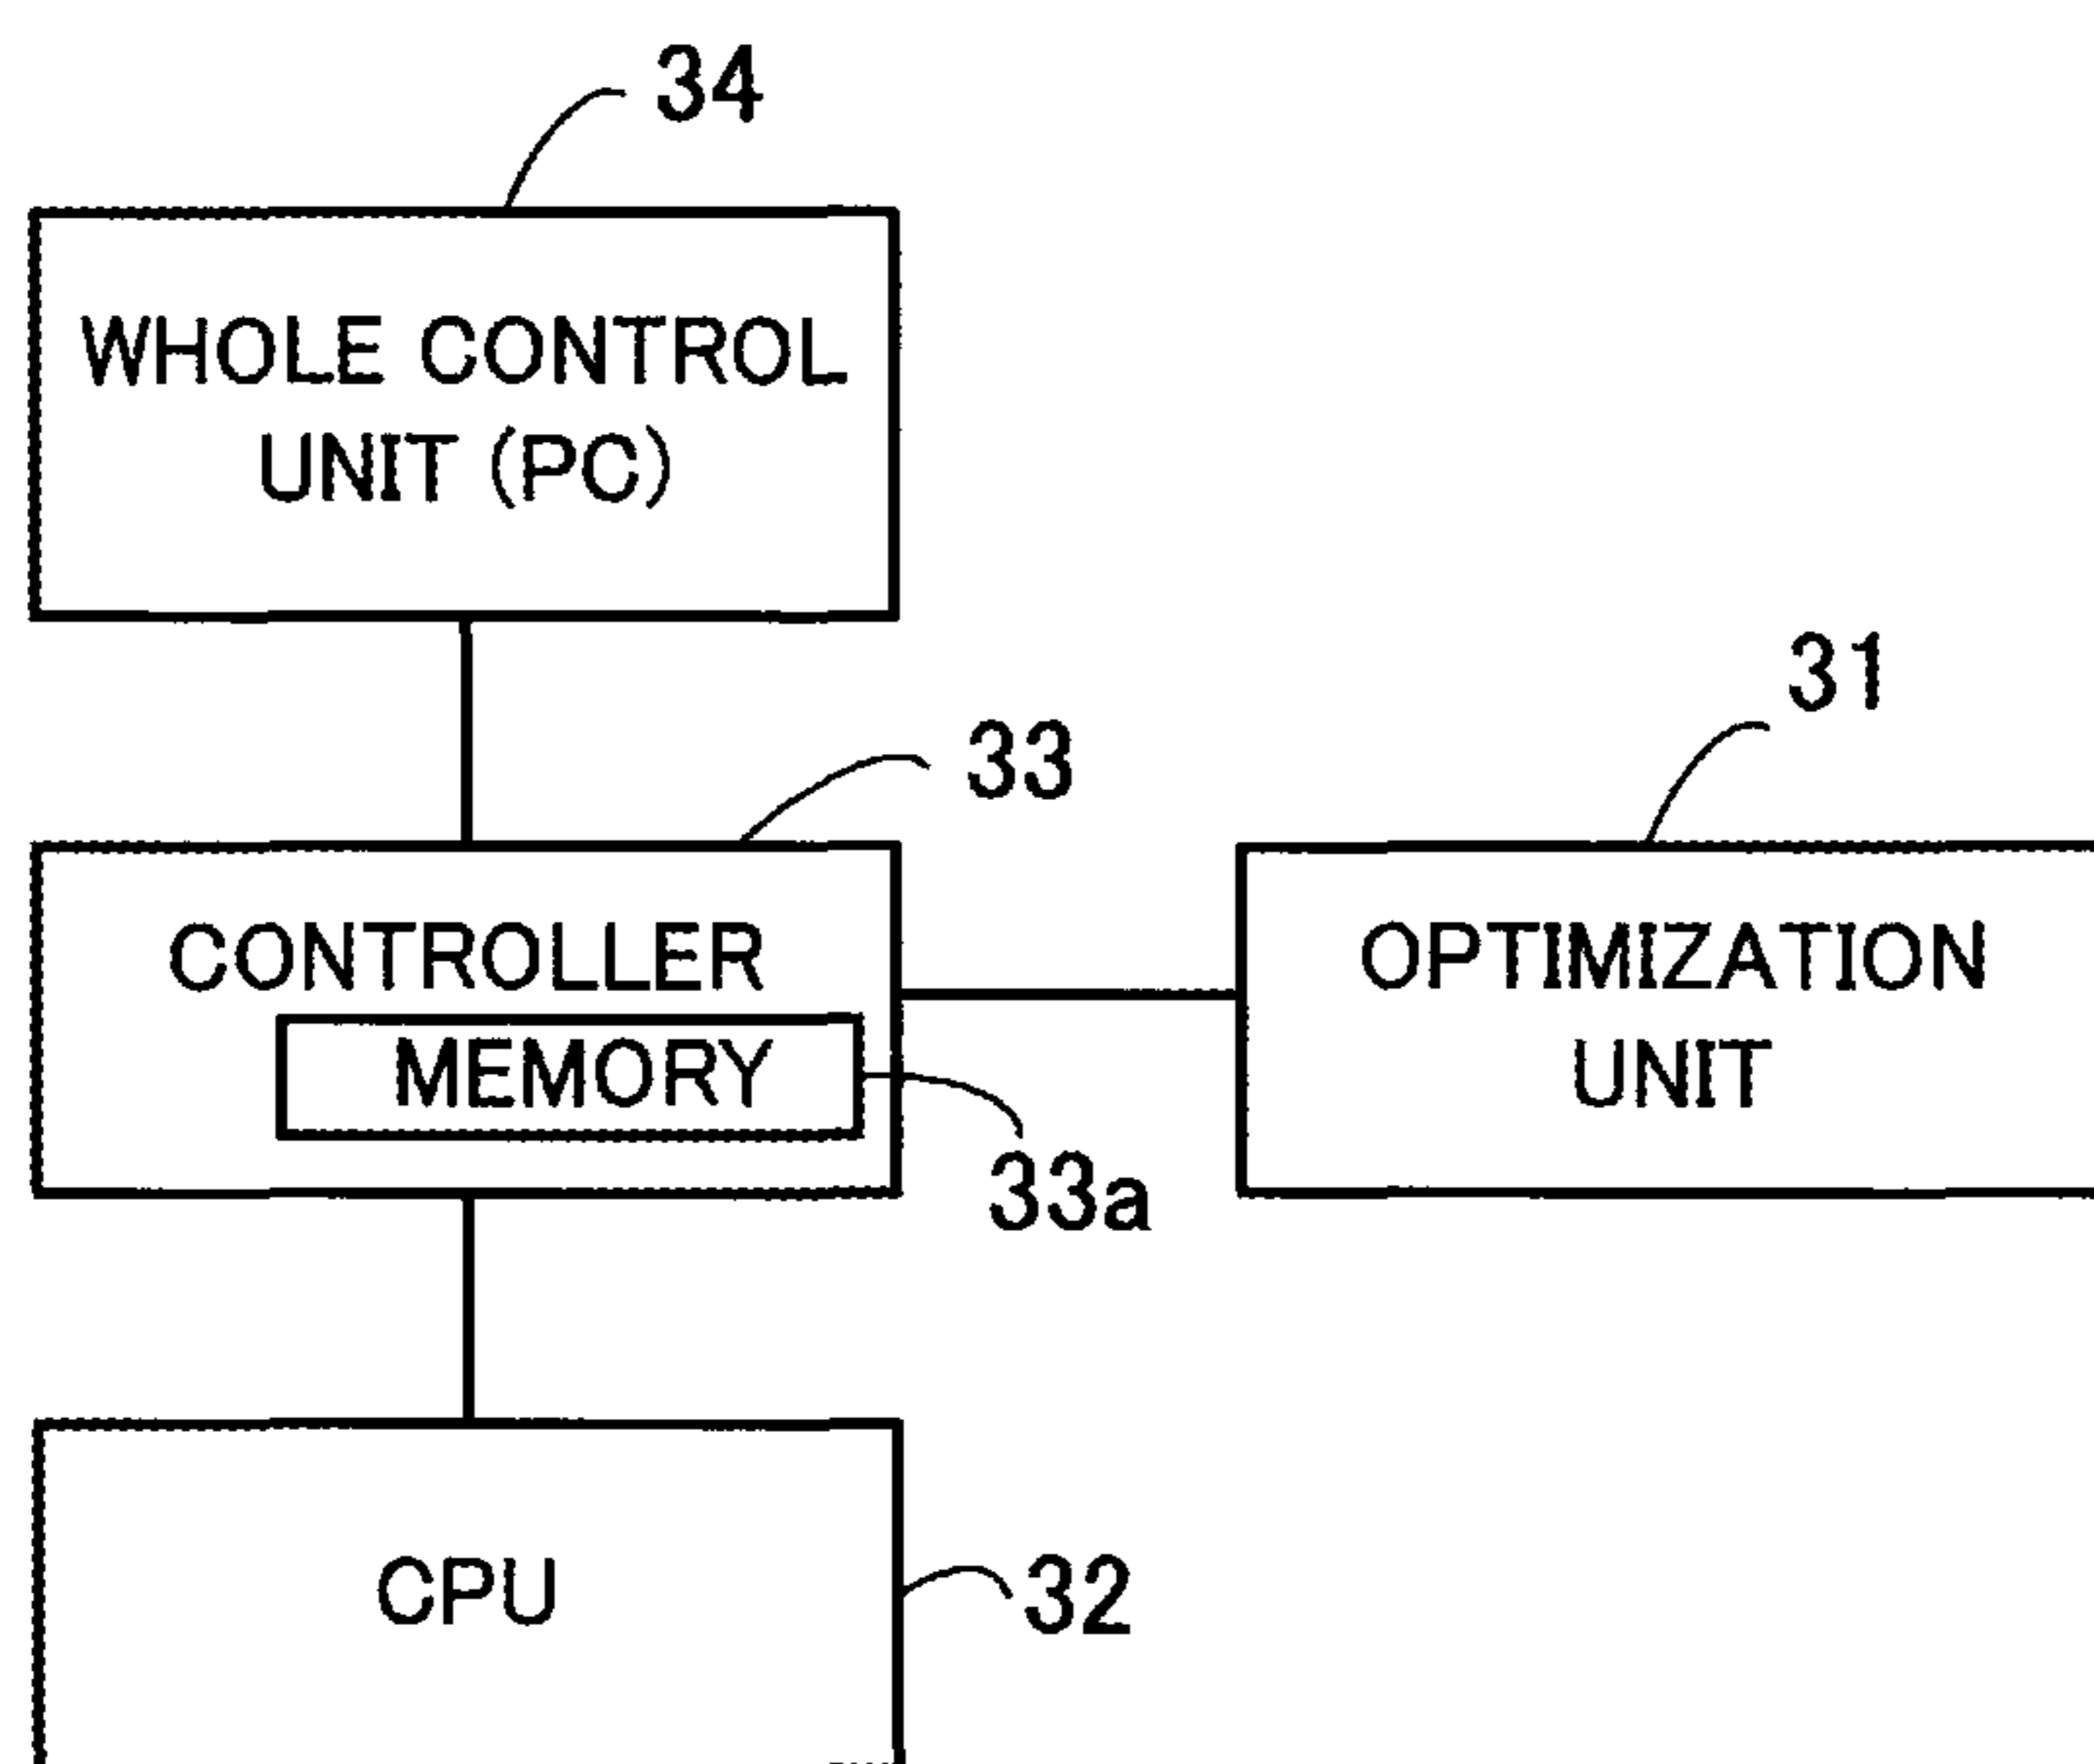 34
WHOLE CONTROL
UNIT (PC)
31
33
CONTROLLER
MEMORY
OPTIMIZATION
UNIT
33a
CPU
32